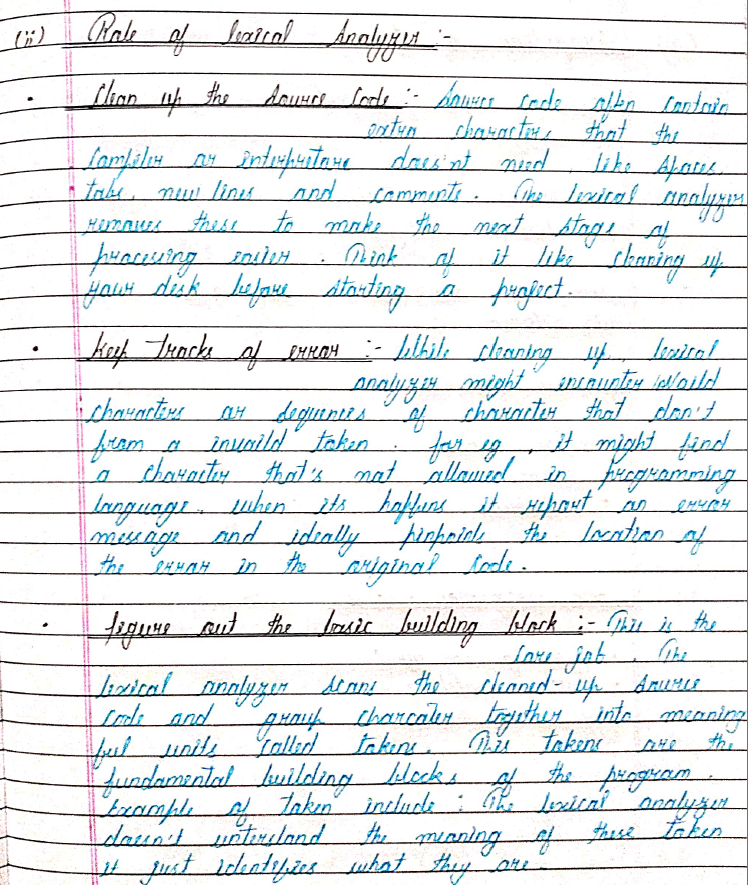 (ii) Role of lexical Analyzer :-
• Clean up the Source Code :- Source code often contain
extra characters that the
Compiler or interpretare does'nt need, like spaces,
tabs, new lines and comments. The lexical analyzer
removes these to make the next stage of
processing easier. Think of it like cleaning up
your desk before starting a project.
• Keep Tracks of error :- While cleaning up, lexical
analyzer might encounter Invaild
characters or sequences of character that don't
from a invaild token. for eg, it might find
a character that's not allowed in programming
language, when its happens it report an error
message and ideally pinpoids the location of
the error in the original Code.
• figure out the basic building block :- This is the
core job. The
lexical analyzer scans the cleaned-up source
code and group charcater together into meaning
ful units called tokens. This tokens are the
fundamental building blocks of the program.
Example of token include : The lexical analyzer
doesn't understand the meaning of these token
it just identifies what they are.